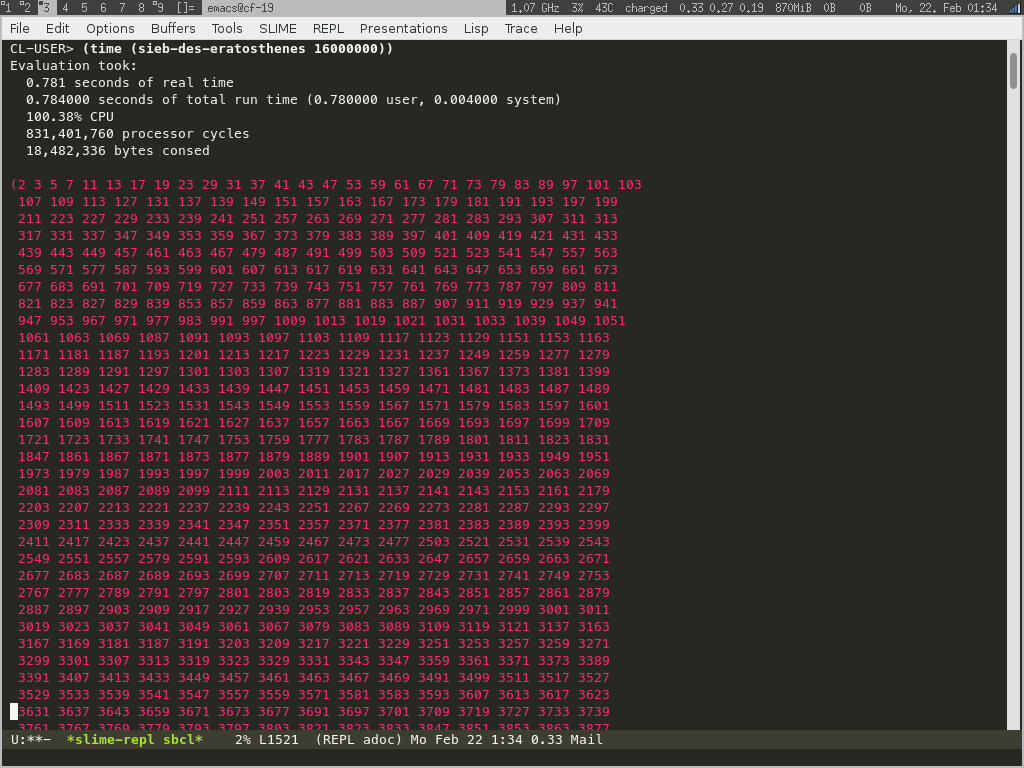 1 2 3 4 5 6 7 8 9 []= emacs@cf-19 1.07 GHz 3% 43C charged 0.33 0.27 0.19 870MiB 0B 0B Mo, 22. Feb 01:34
File Edit Options Buffers Tools SLIME REPL Presentations Lisp Trace Help
CL-USER> (time (sieb-des-eratosthenes 16000000))
Evaluation took:
0.781 seconds of real time
0.784000 seconds of total run time (0.780000 user, 0.004000 system)
100.38% CPU
831,401,760 processor cycles
18,482,336 bytes consed
(2 3 5 7 11 13 17 19 23 29 31 37 41 43 47 53 59 61 67 71 73 79 83 89 97 101 103
107 109 113 127 131 137 139 149 151 157 163 167 173 179 181 191 193 197 199
211 223 227 229 233 239 241 251 257 263 269 271 277 281 283 293 307 311 313
317 331 337 347 349 353 359 367 373 379 383 389 397 401 409 419 421 431 433
439 443 449 457 461 463 467 479 487 491 499 503 509 521 523 541 547 557 563
569 571 577 587 593 599 601 607 613 617 619 631 641 643 647 653 659 661 673
677 683 691 701 709 719 727 733 739 743 751 757 761 769 773 787 797 809 811
821 823 827 829 839 853 857 859 863 877 881 883 887 907 911 919 929 937 941
947 953 967 971 977 983 991 997 1009 1013 1019 1021 1031 1033 1039 1049 1051
1061 1063 1069 1087 1091 1093 1097 1103 1109 1117 1123 1129 1151 1153 1163
1171 1181 1187 1193 1201 1213 1217 1223 1229 1231 1237 1249 1259 1277 1279
1283 1289 1291 1297 1301 1303 1307 1319 1321 1327 1361 1367 1373 1381 1399
1409 1423 1427 1429 1433 1439 1447 1451 1453 1459 1471 1481 1483 1487 1489
1493 1499 1511 1523 1531 1543 1549 1553 1559 1567 1571 1579 1583 1597 1601
1607 1609 1613 1619 1621 1627 1637 1657 1663 1667 1669 1693 1697 1699 1709
1721 1723 1733 1741 1747 1753 1759 1777 1783 1787 1789 1801 1811 1823 1831
1847 1861 1867 1871 1873 1877 1879 1889 1901 1907 1913 1931 1933 1949 1951
1973 1979 1987 1993 1997 1999 2003 2011 2017 2027 2029 2039 2053 2063 2069
2081 2083 2087 2089 2099 2111 2113 2129 2131 2137 2141 2143 2153 2161 2179
2203 2207 2213 2221 2237 2239 2243 2251 2267 2269 2273 2281 2287 2293 2297
2309 2311 2333 2339 2341 2347 2351 2357 2371 2377 2381 2383 2389 2393 2399
2411 2417 2423 2437 2441 2447 2459 2467 2473 2477 2503 2521 2531 2539 2543
2549 2551 2557 2579 2591 2593 2609 2617 2621 2633 2647 2657 2659 2663 2671
2677 2683 2687 2689 2693 2699 2707 2711 2713 2719 2729 2731 2741 2749 2753
2767 2777 2789 2791 2797 2801 2803 2819 2833 2837 2843 2851 2857 2861 2879
2887 2897 2903 2909 2917 2927 2939 2953 2957 2963 2969 2971 2999 3001 3011
3019 3023 3037 3041 3049 3061 3067 3079 3083 3089 3109 3119 3121 3137 3163
3167 3169 3181 3187 3191 3203 3209 3217 3221 3229 3251 3253 3257 3259 3271
3299 3301 3307 3313 3319 3323 3329 3331 3343 3347 3359 3361 3371 3373 3389
3391 3407 3413 3433 3449 3457 3461 3463 3467 3469 3491 3499 3511 3517 3527
3529 3533 3539 3541 3547 3557 3559 3571 3581 3583 3593 3607 3613 3617 3623
3631 3637 3643 3659 3671 3673 3677 3691 3697 3701 3709 3719 3727 3733 3739
3761 3767 3769 3779 3793 3797 3803 3821 3823 3833 3847 3851 3853 3863 3877
U:**- *slime-repl sbcl* 2% L1521 (REPL adoc) Mo Feb 22 1:34 0.33 Mail